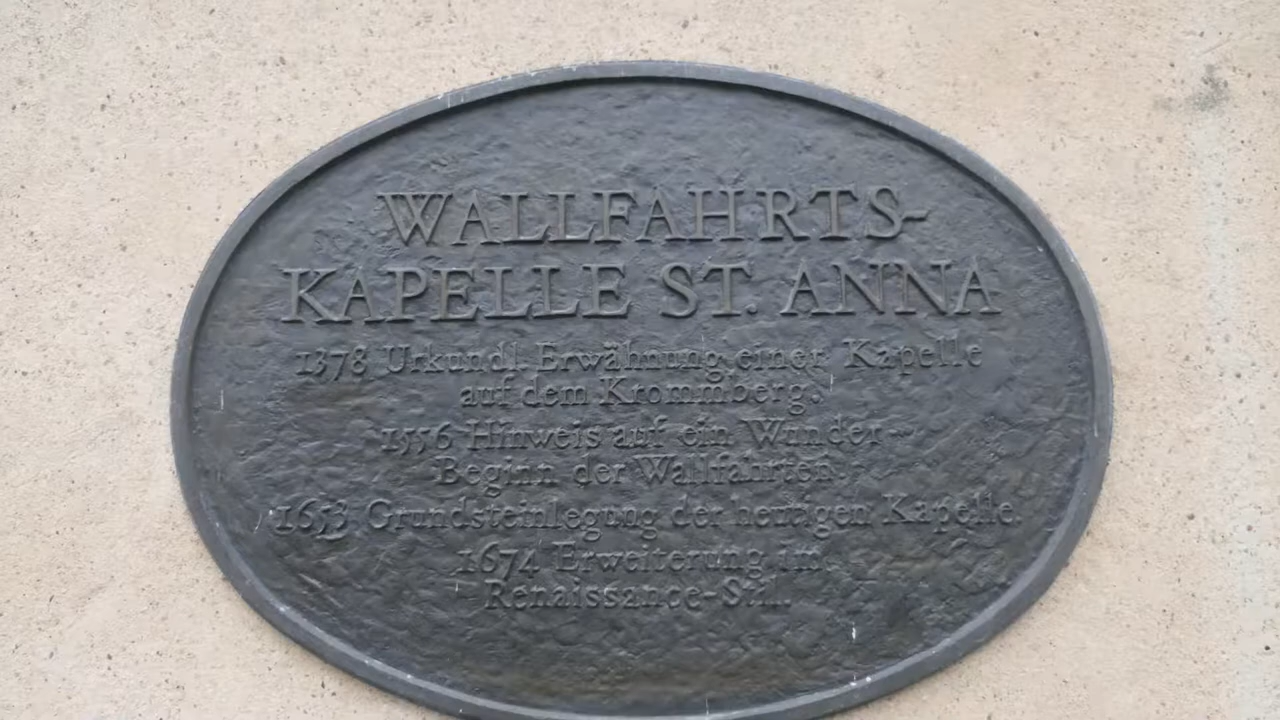 WALLFAHRTS-
KAPELLE ST. ANNA
1378 Urkundl. Erwähnung einer Kapelle
auf dem Krommberg.
1556 Hinweis auf ein Wunder-
Beginn der Wallfahrten.
1653 Grundsteinlegung der heutigen Kapelle.
1674 Erweiterung im
Renaissance-Stil.